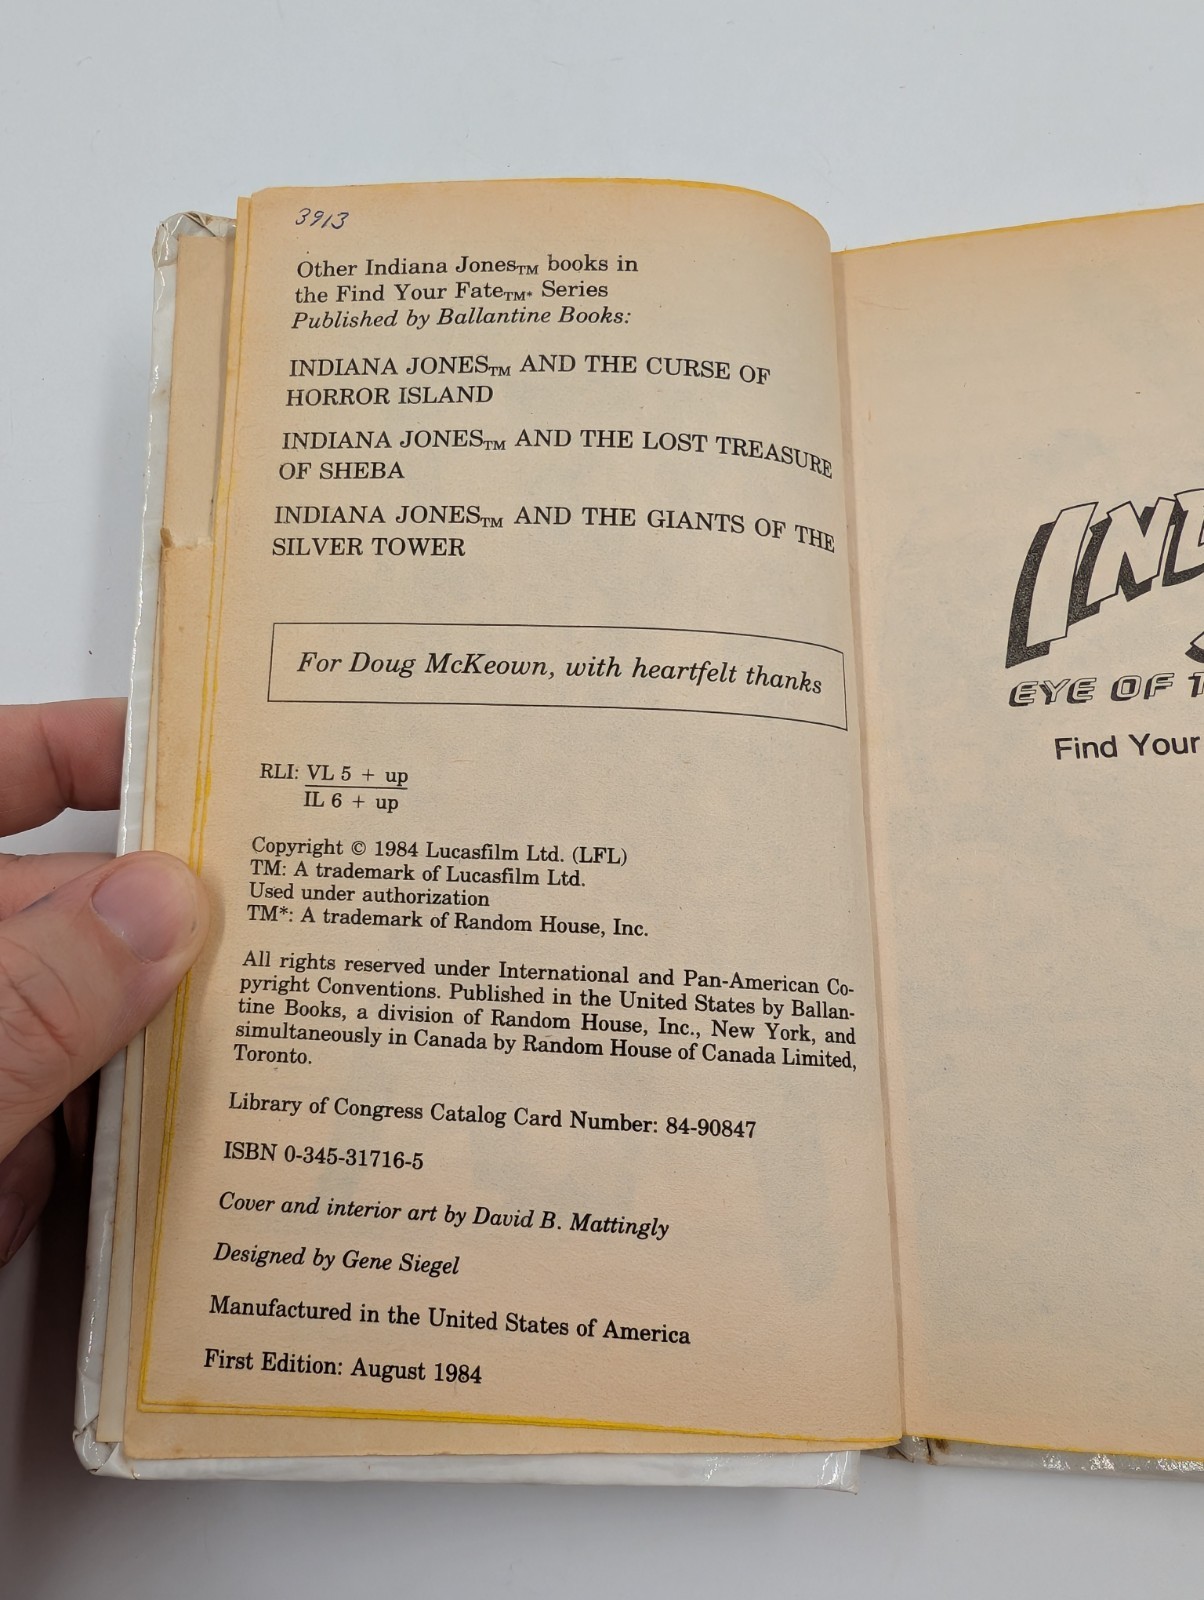 3913
Other Indiana Jones™ books in
the Find Your Fate™* Series
Published by Ballantine Books:
INDIANA JONES™ AND THE CURSE OF
HORROR ISLAND
INDIANA JONES™ AND THE LOST TREASURE
OF SHEBA
INDIANA JONES™ AND THE GIANTS OF THE
SILVER TOWER
For Doug McKeown, with heartfelt thanks
RLI: VL 5 + up
IL 6 + up
Copyright © 1984 Lucasfilm Ltd. (LFL)
TM: A trademark of Lucasfilm Ltd.
Used under authorization
TM*: A trademark of Random House, Inc.
All rights reserved under International and Pan-American Co-
pyright Conventions. Published in the United States by Ballan-
tine Books, a division of Random House, Inc., New York, and
simultaneously in Canada by Random House of Canada Limited,
Toronto.
Library of Congress Catalog Card Number: 84-90847
ISBN 0-345-31716-5
Cover and interior art by David B. Mattingly
Designed by Gene Siegel
Manufactured in the United States of America
First Edition: August 1984
EYE OF
Find Your